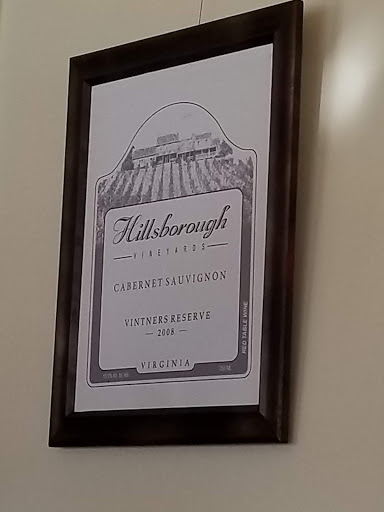 Hillsborough
VINEYARDS
CABERNET SAUVIGNON
VINTNERS RESERVE
2008
VIRGINIA
RED TABLE WINE